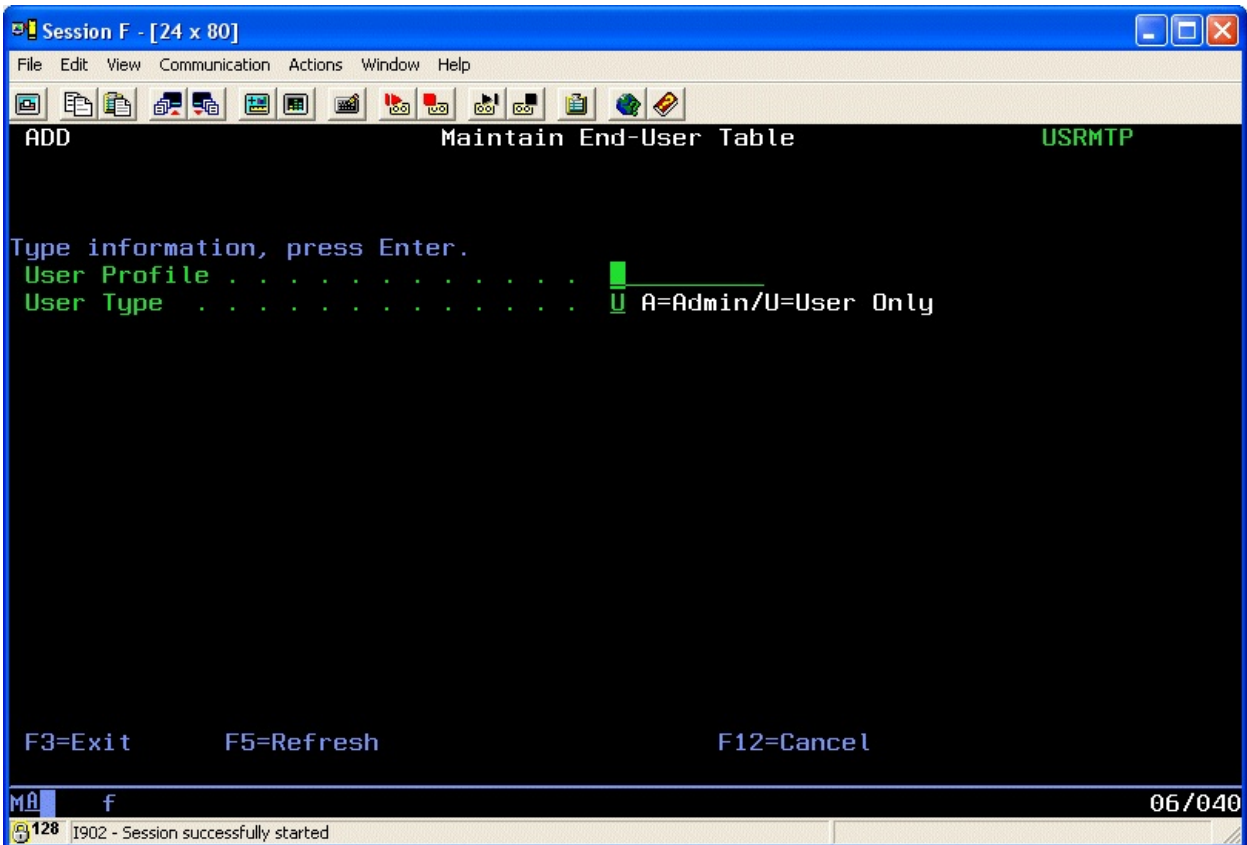 Session F - [24 x 80]
File Edit View Communication Actions Window Help
ADD Maintain End-User Table USRMTP
Type information, press Enter.
User Profile . . . . . . . . . . . . .
User Type . . . . . . . . . . . . . . U A=Admin/U=User Only
F3=Exit F5=Refresh F12=Cancel
MA f 06/040
128 I902 - Session successfully started